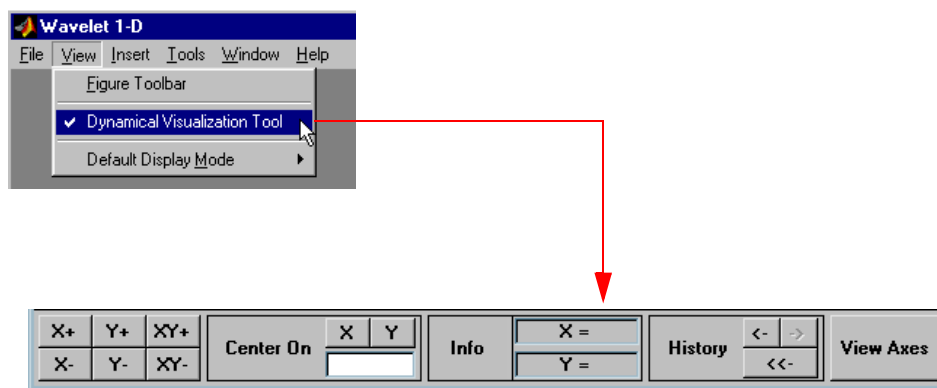 Wavelet 1-D
File View Insert Tools Window Help
Figure Toolbar
Dynamical Visualization Tool
Default Display Mode
X+ Y+ XY+
X- Y- XY-
Center On
X Y
Info
X =
Y =
History
<- ->
<<-
View Axes